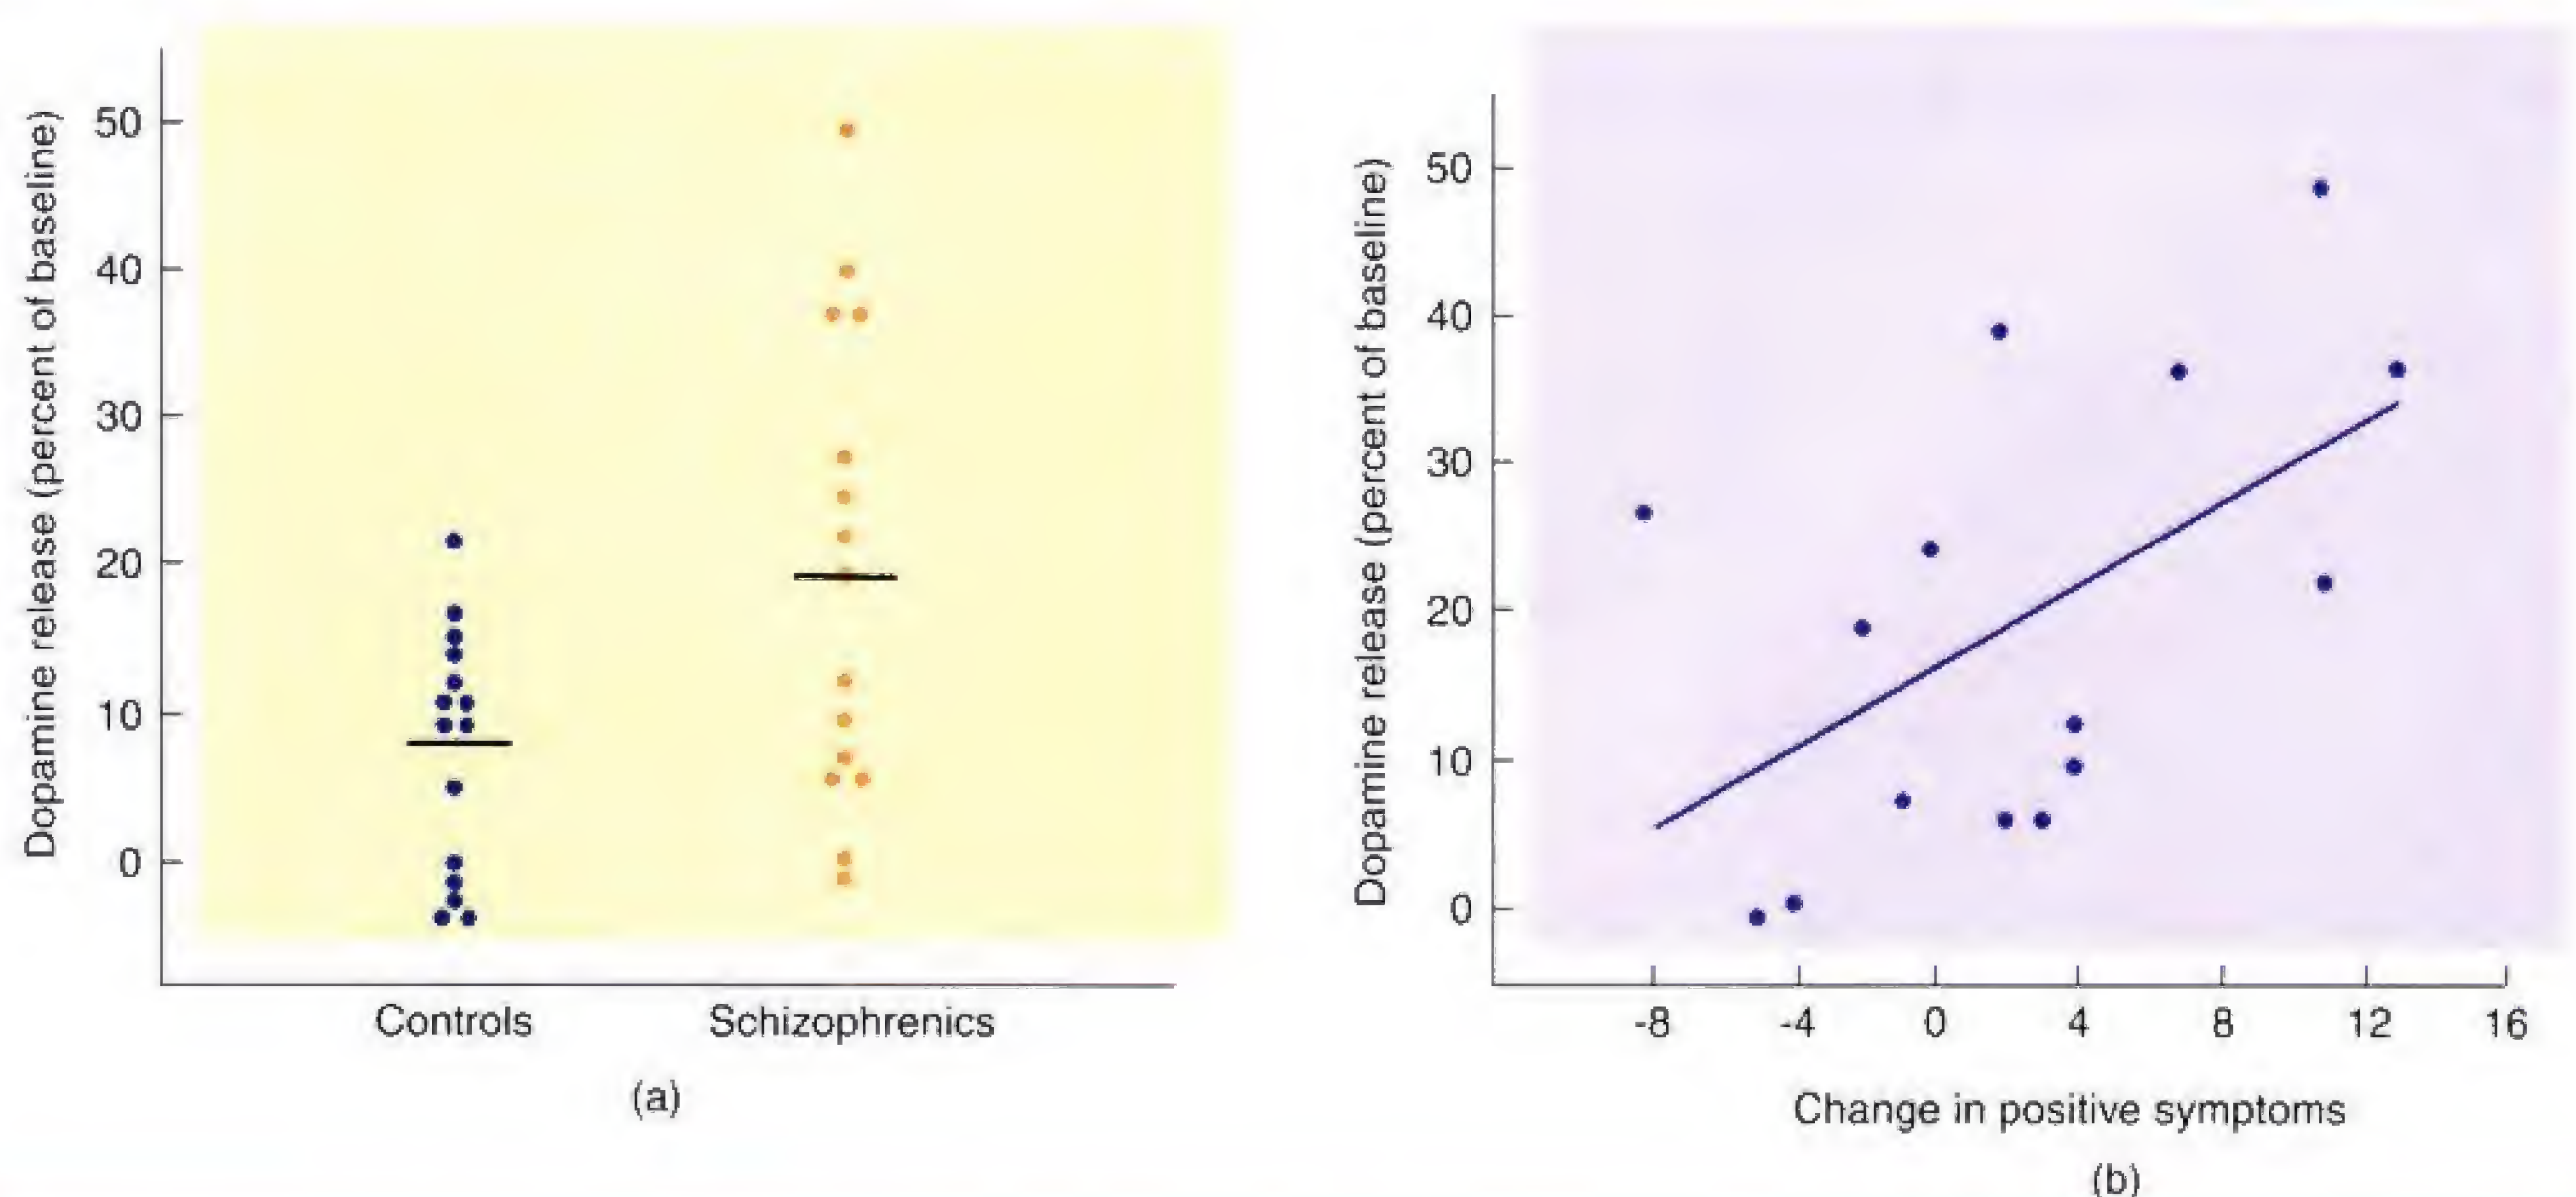 Dopamine release (percent of baseline)
50
40
30
20
10
0
Controls Schizophrenics
(a)
Dopamine release (percent of baseline)
50
40
30
20
10
0
-8 -4 0 4 8 12 16
Change in positive symptoms
(b)